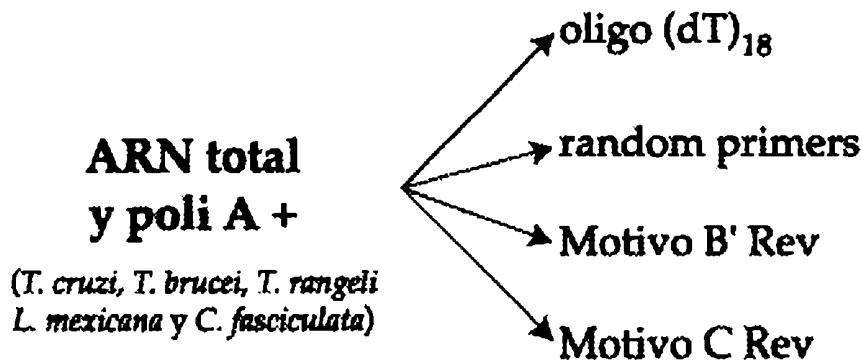 ARN total
y poli A +
(T. cruzi, T. brucei, T. rangeli
L. mexicana y C. fasciculata)
oligo (dT)18
random primers
Motivo B' Rev
Motivo C Rev